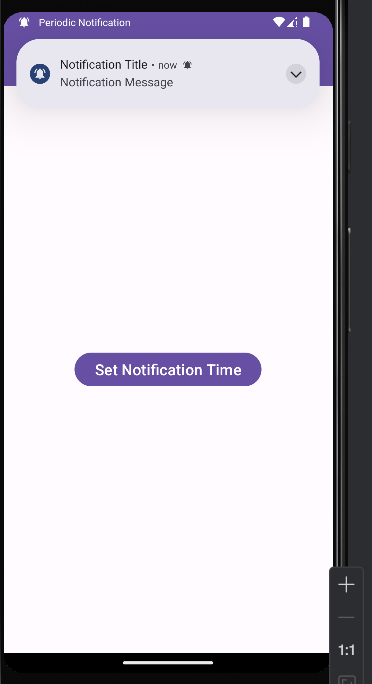 Periodic Notification
Notification Title • now
Notification Message
Set Notification Time
1:1